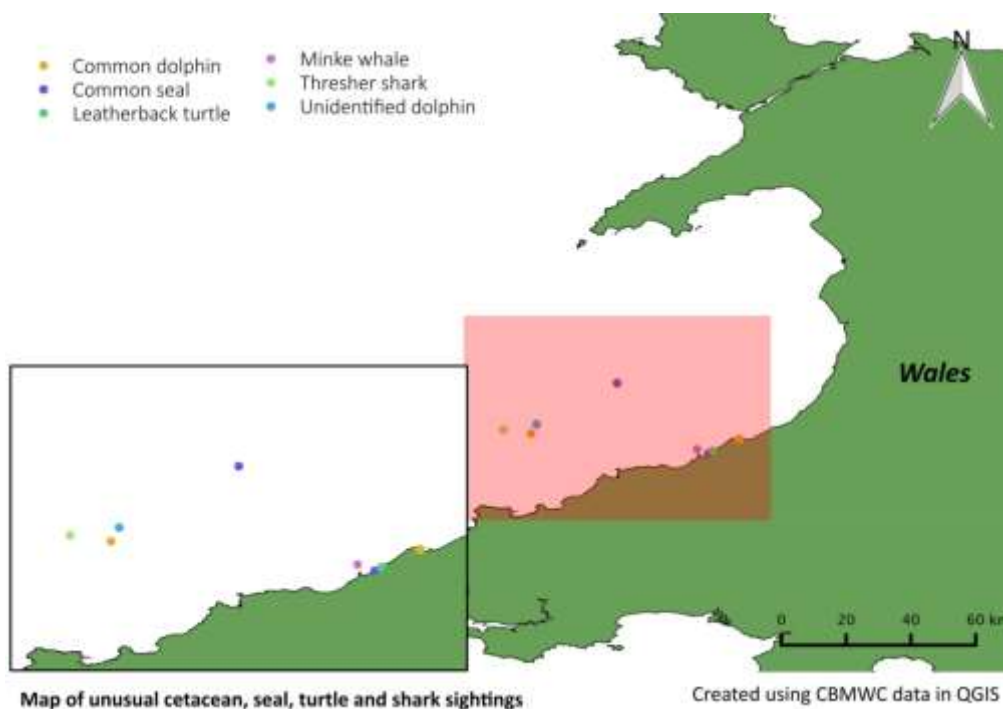 Common dolphin
Common seal
Leatherback turtle
Minke whale
Thresher shark
Unidentified dolphin
N
Wales
0 20 40 60 km
Map of unusual cetacean, seal, turtle and shark sightings
Created using CBMWC data in QGIS